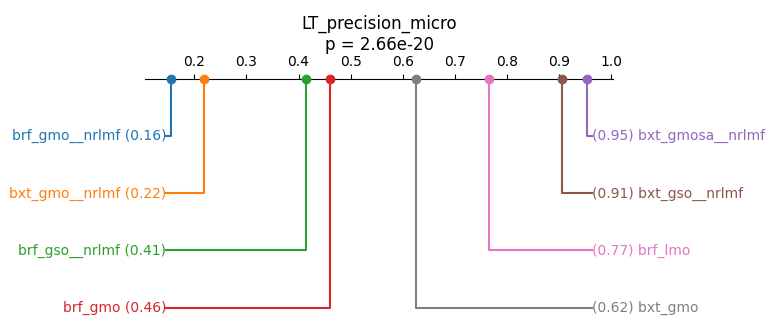 LT_precision_micro
p = 2.66e-20
0.2 0.3 0.4 0.5 0.6 0.7 0.8 0.9 1.0
brf_gmo__nrlmf (0.16) (0.95) bxt_gmosa__nrlmf
bxt_gmo__nrlmf (0.22) (0.91) bxt_gso__nrlmf
brf_gso__nrlmf (0.41) (0.77) brf_lmo
brf_gmo (0.46) (0.62) bxt_gmo